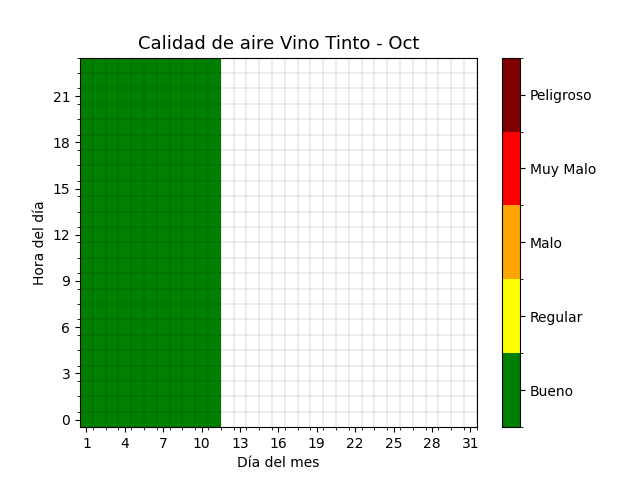 Calidad de aire Vino Tinto - Oct
Hora del día
21
18
15
12
9
6
3
0
1 4 7 10 13 16 19 22 25 28 31
Día del mes
Peligroso
Muy Malo
Malo
Regular
Bueno